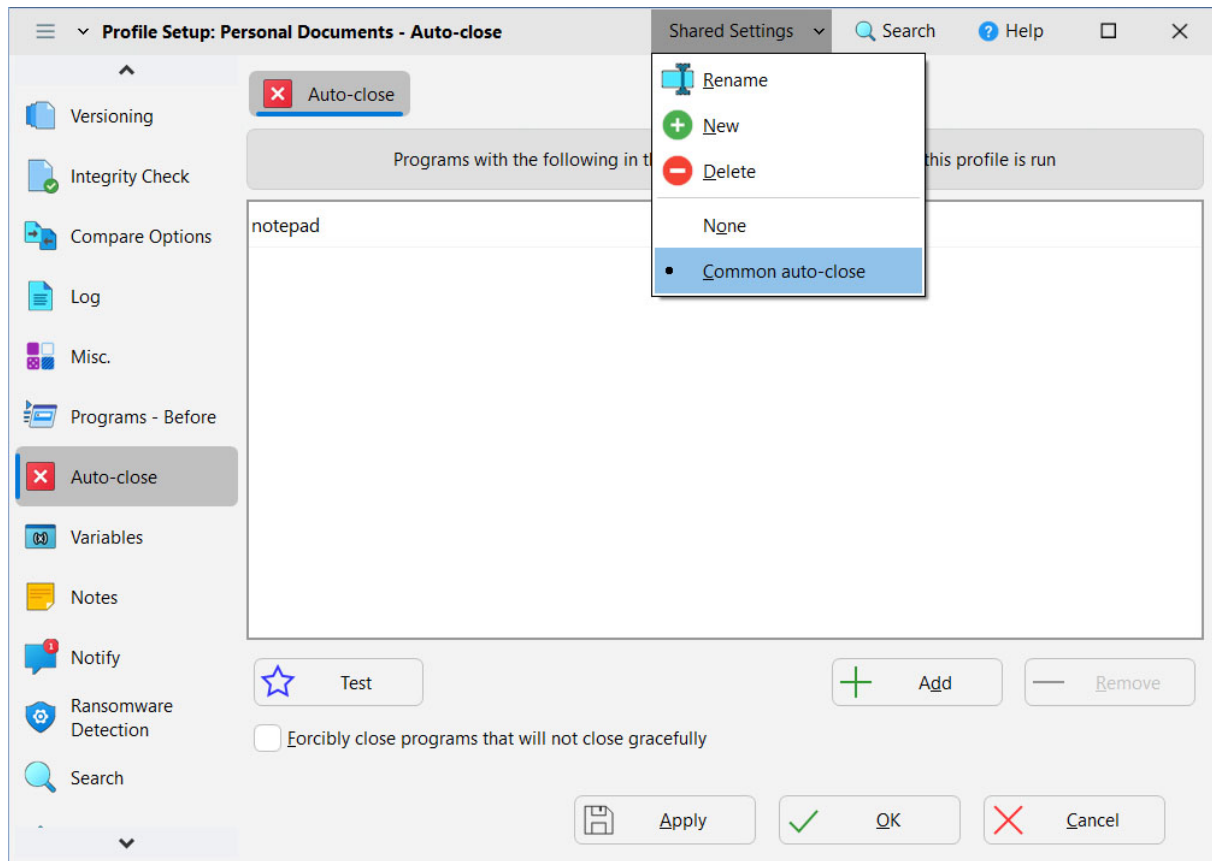 Profile Setup: Personal Documents - Auto-close
Shared Settings
Search
Help
Rename
New
Delete
None
Common auto-close
Versioning
Integrity Check
Compare Options
Log
Misc.
Programs - Before
Auto-close
Variables
Notes
1
Notify
Ransomware
Detection
Search
Auto-close
Programs with the following in this profile is run
notepad
Test
Add
Remove
Forcibly close programs that will not close gracefully
Apply
OK
Cancel